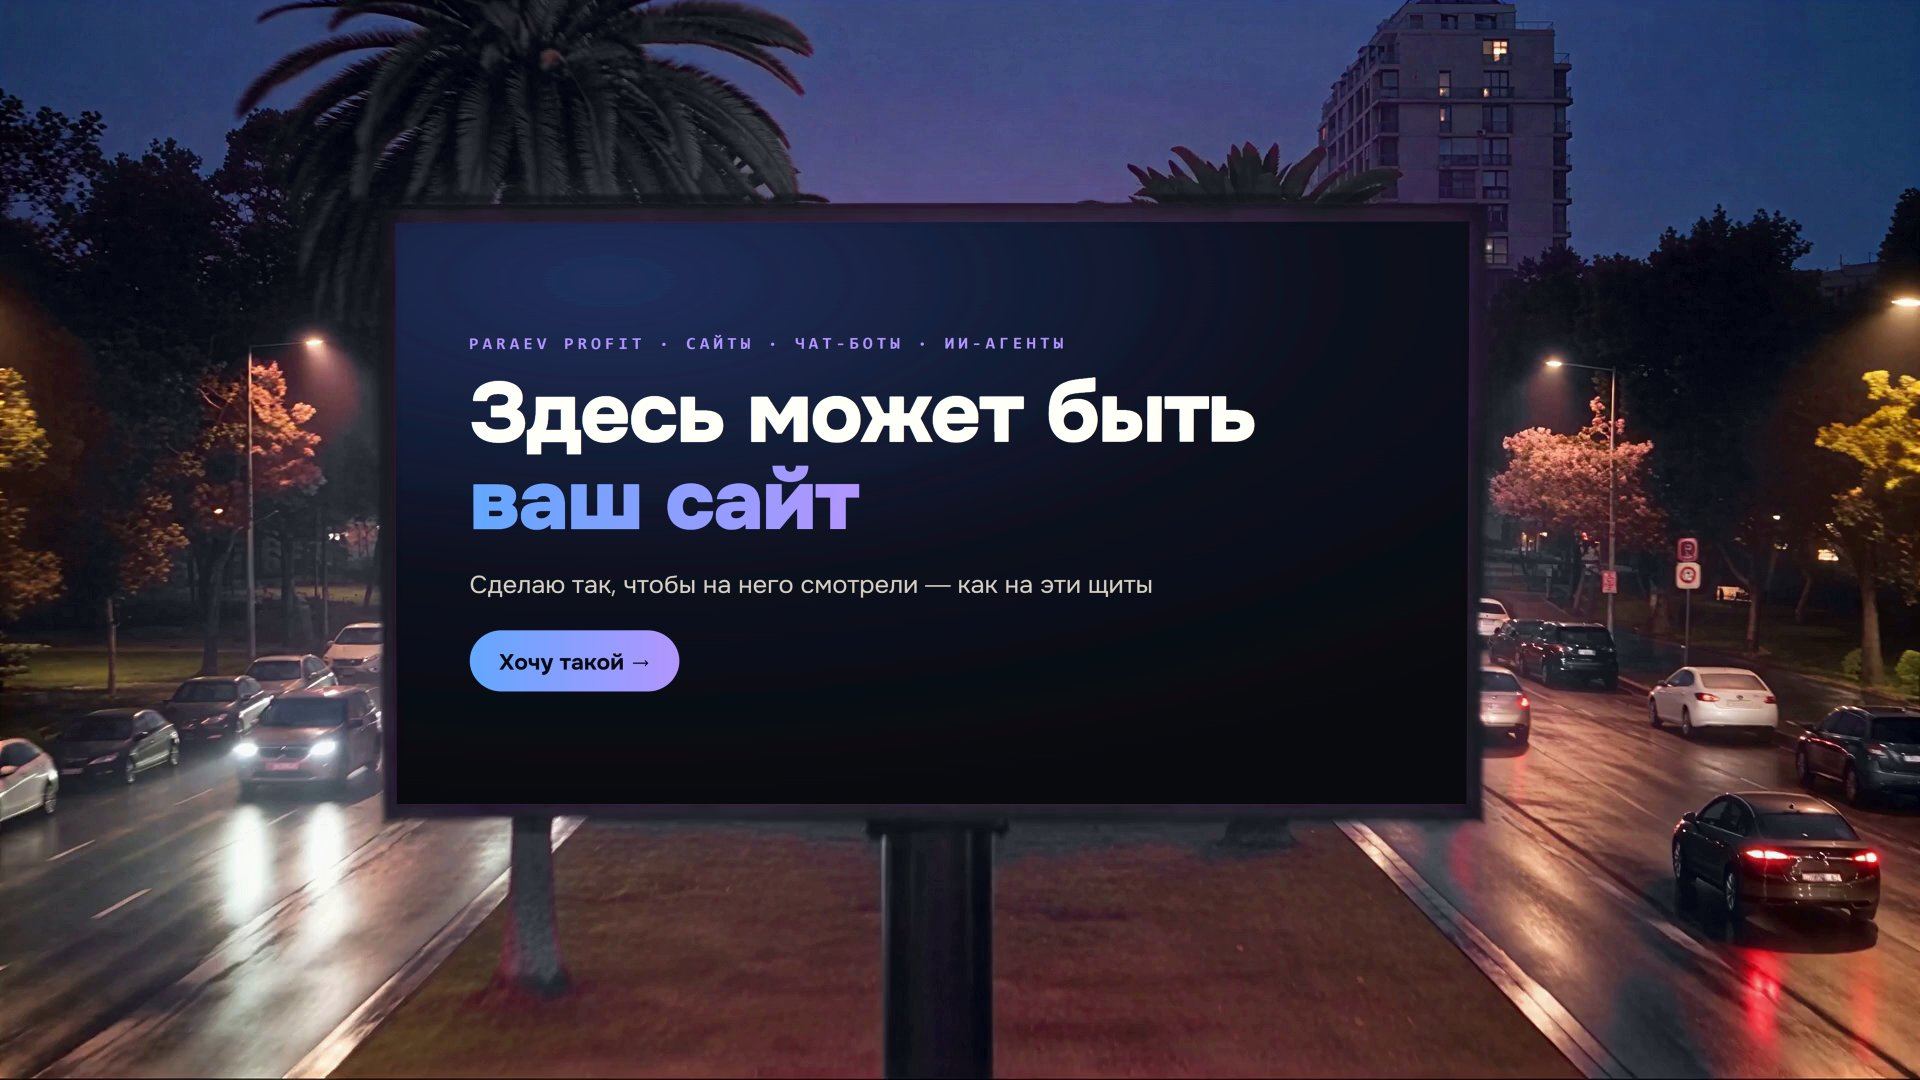 PARAEV PROFIT · САЙТЫ · ЧАТ-БОТЫ · ИИ-АГЕНТЫ
Здесь может быть
ваш сайт
Сделаю так, чтобы на него смотрели — как на эти щиты
Хочу такой →